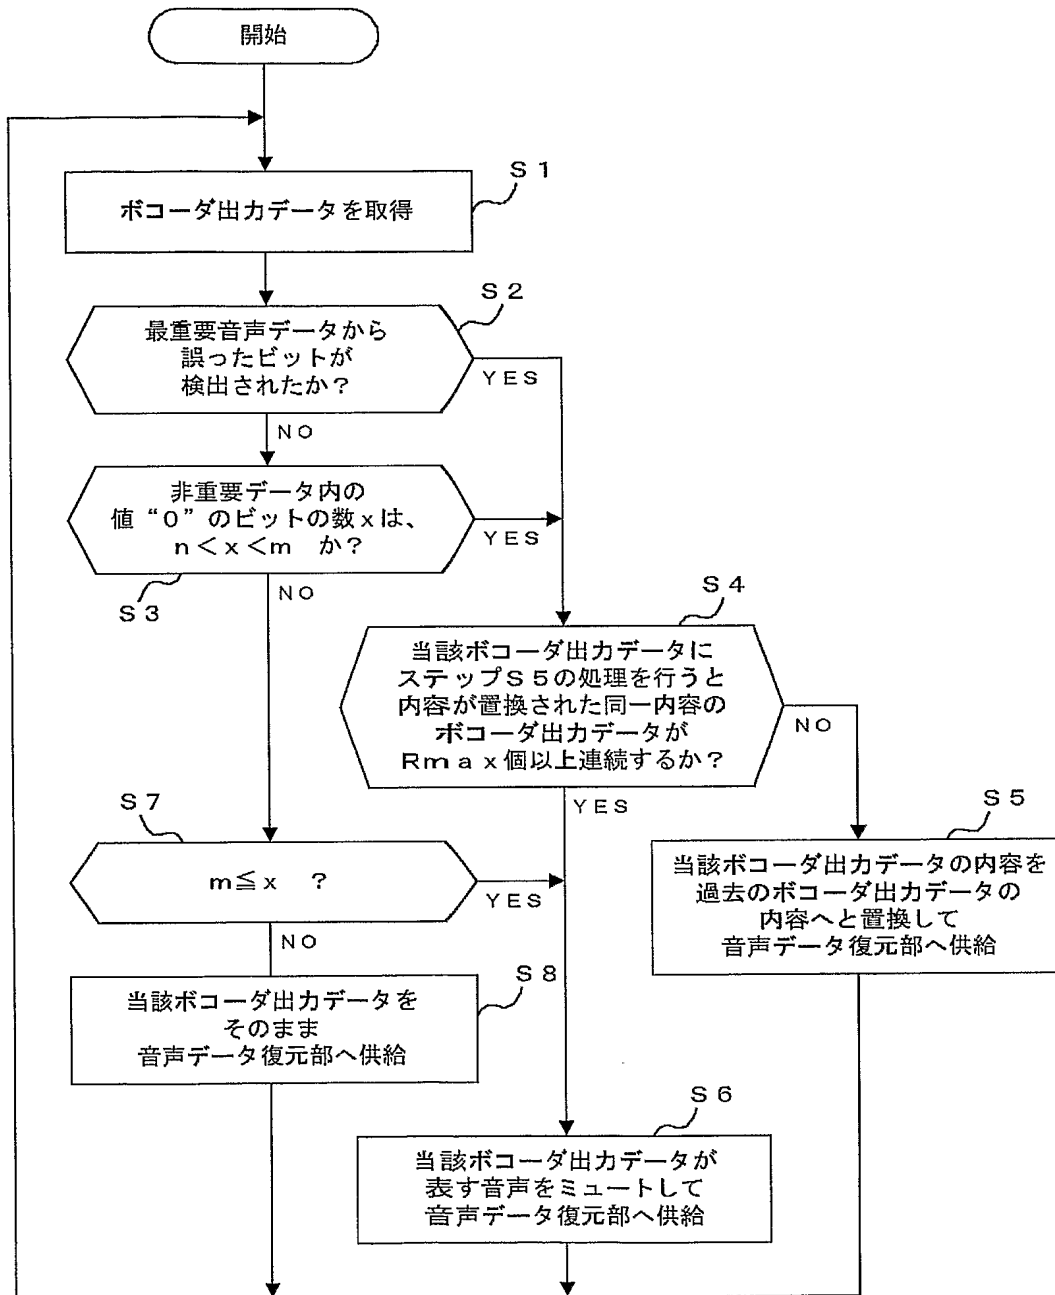 開始
S1
ボコーダ出力データを取得
S2
最重要音声データから
誤ったビットが
検出されたか？
YES
NO
非重要データ内の
値“0”のビットの数xは、
n＜x＜m か？
YES
S3
NO
S4
当該ボコーダ出力データに
ステップS5の処理を行うと
内容が置換された同一内容の
ボコーダ出力データが
Rmax個以上連続するか？
NO
YES
S7
m≦x ？
YES
NO
S5
当該ボコーダ出力データの内容を
過去のボコーダ出力データの
内容へと置換して
音声データ復元部へ供給
S8
当該ボコーダ出力データを
そのまま
音声データ復元部へ供給
S6
当該ボコーダ出力データが
表す音声をミュートして
音声データ復元部へ供給